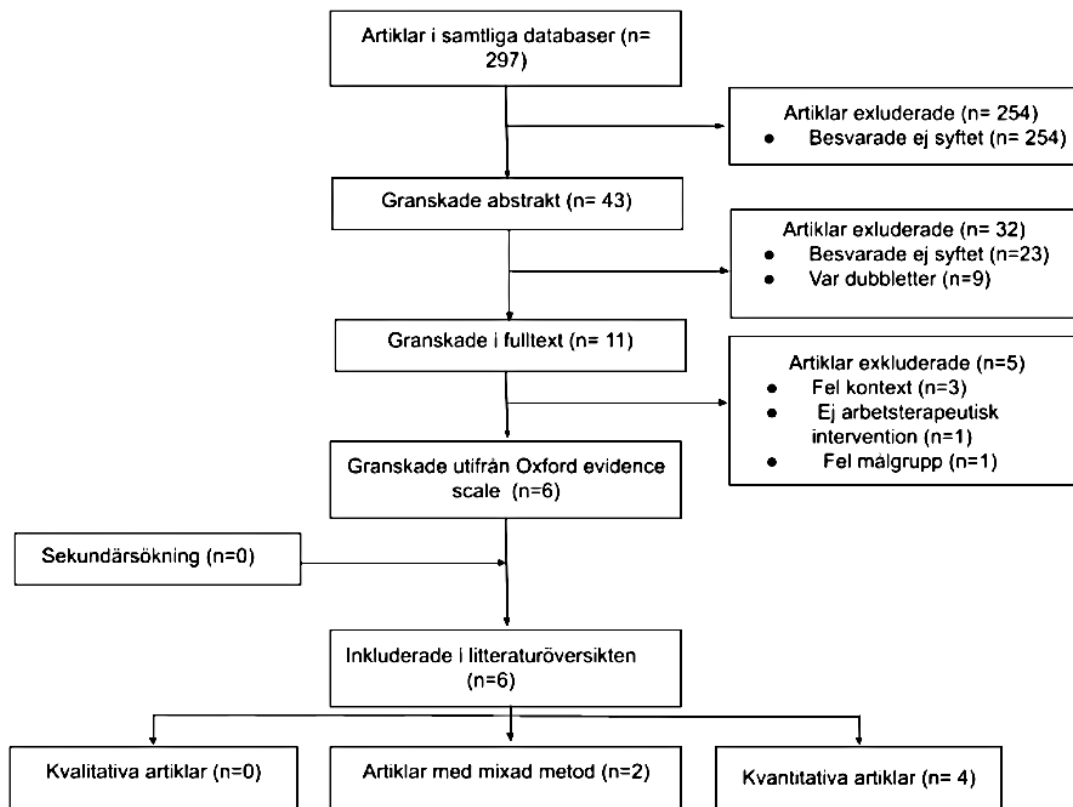 Artiklar i samtliga databaser (n=
297)
Artiklar exluderade (n= 254)
● Besvarade ej syftet (n= 254)
Granskade abstrakt (n= 43)
Artiklar exluderade (n= 32)
● Besvarade ej syftet (n=23)
● Var dubbletter (n=9)
Granskade i fulltext (n= 11)
Artiklar exkluderade (n=5)
● Fel kontext (n=3)
● Ej arbetsterapeutisk
intervention (n=1)
● Fel målgrupp (n=1)
Granskade utifrån Oxford evidence
scale (n=6)
Sekundärsökning (n=0)
Inkluderade i litteraturöversikten
(n=6)
Kvalitativa artiklar (n=0)
Artiklar med mixad metod (n=2)
Kvantitativa artiklar (n= 4)